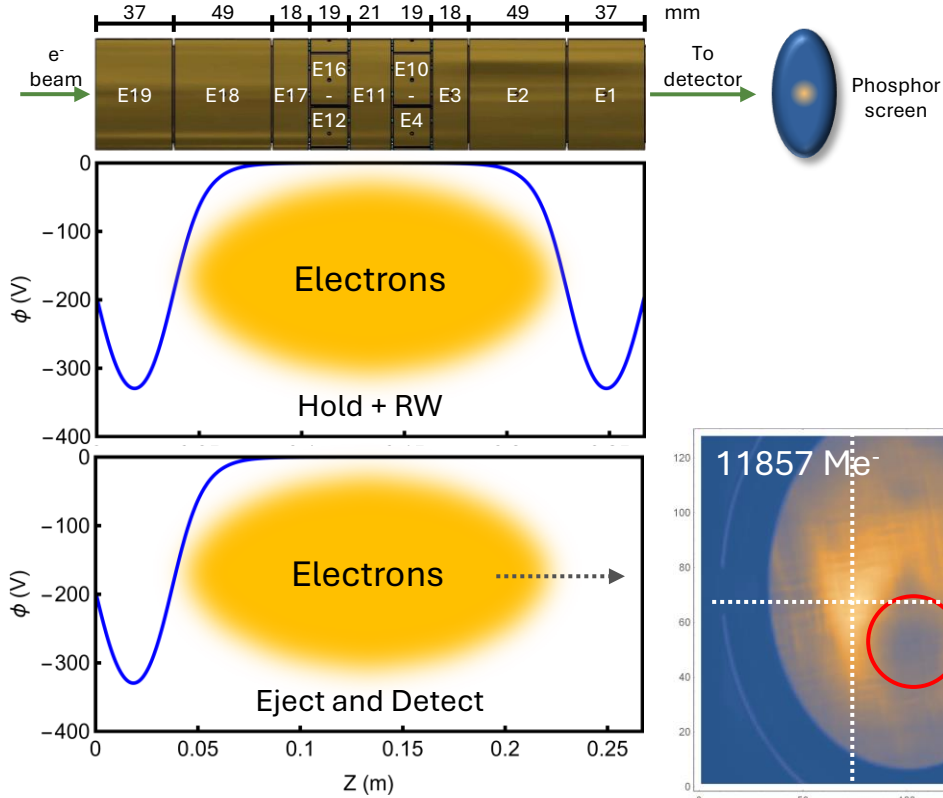 37 49 18 19 21 19 18 49 37 mm
e-
beam
E19 E18 E17 E16 - E12 E11 E10 - E4 E3 E2 E1
To
detector
Phosphor
screen
0
−100
−200
−300
−400
ϕ (V)
Electrons
Hold + RW
0
−100
−200
−300
−400
ϕ (V)
Electrons
Eject and Detect
0 0.05 0.1 0.15 0.2 0.25
Z (m)
11857 Me-
120
100
80
60
40
20
0